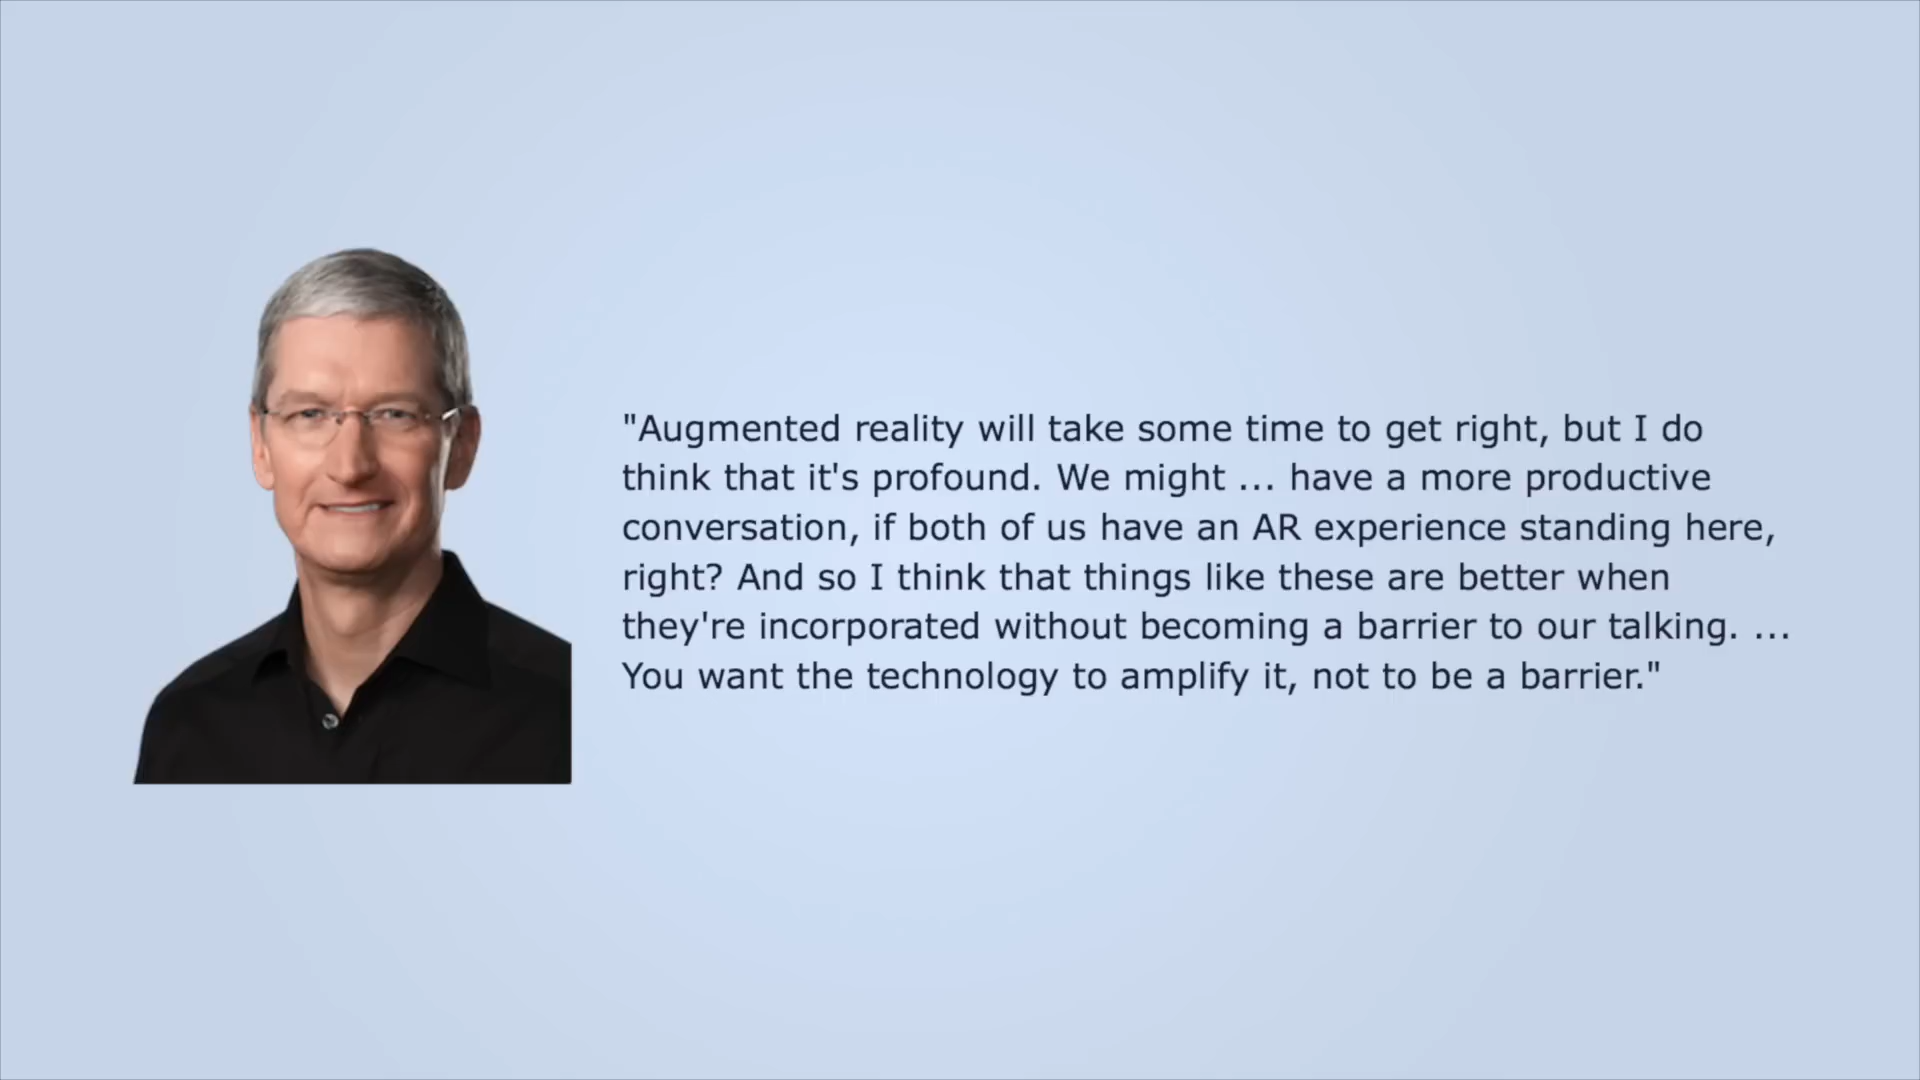 "Augmented reality will take some time to get right, but I do
think that it's profound. We might ... have a more productive
conversation, if both of us have an AR experience standing here,
right? And so I think that things like these are better when
they're incorporated without becoming a barrier to our talking. ...
You want the technology to amplify it, not to be a barrier."